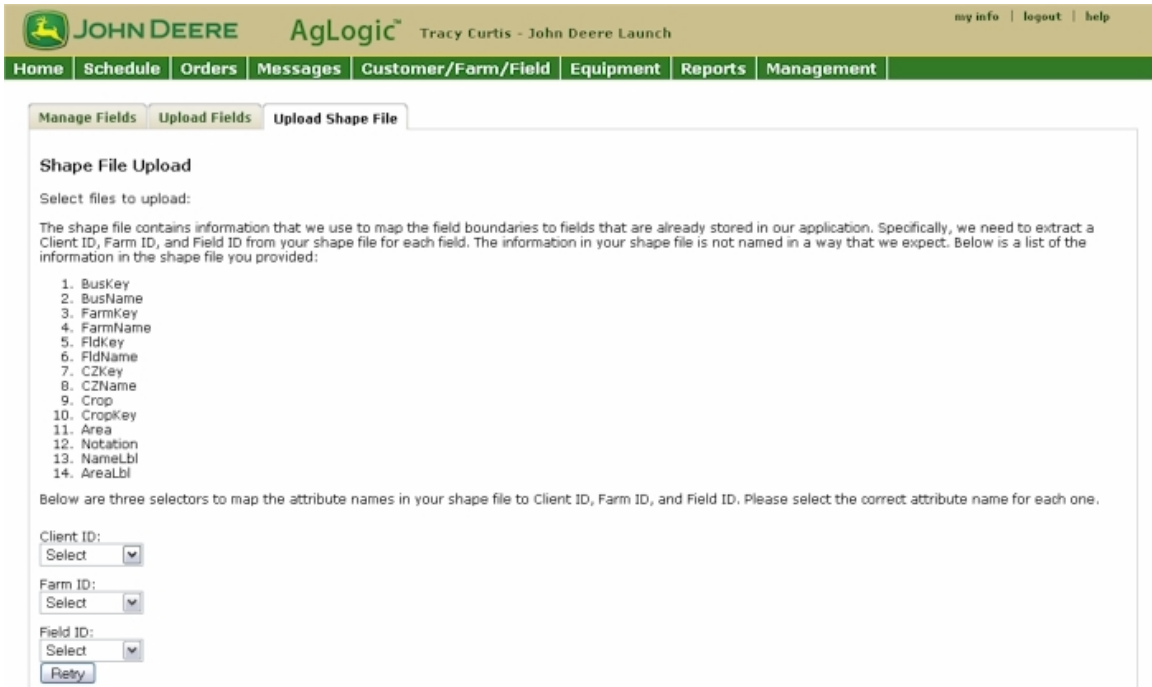 my info | logout | help
JOHN DEERE AgLogic™ Tracy Curtis - John Deere Launch
Home Schedule Orders Messages Customer/Farm/Field Equipment Reports Management
Manage Fields Upload Fields Upload Shape File
Shape File Upload
Select files to upload:
The shape file contains information that we use to map the field boundaries to fields that are already stored in our application. Specifically, we need to extract a
Client ID, Farm ID, and Field ID from your shape file for each field. The information in your shape file is not named in a way that we expect. Below is a list of the
information in the shape file you provided:
1. BusKey
2. BusName
3. FarmKey
4. FarmName
5. FldKey
6. FldName
7. CZKey
8. CZName
9. Crop
10. CropKey
11. Area
12. Notation
13. NameLbl
14. AreaLbl
Below are three selectors to map the attribute names in your shape file to Client ID, Farm ID, and Field ID. Please select the correct attribute name for each one.
Client ID:
Select
Farm ID:
Select
Field ID:
Select
Retry